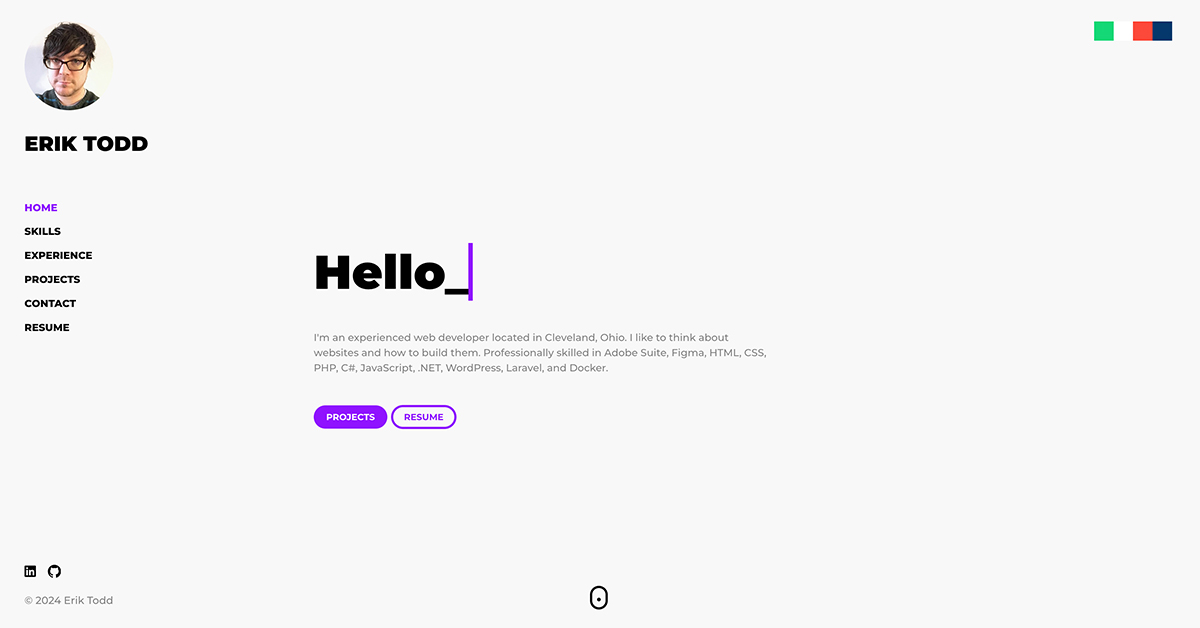 ERIK TODD
HOME
SKILLS
EXPERIENCE
PROJECTS
CONTACT
RESUME
Hello_
I'm an experienced web developer located in Cleveland, Ohio. I like to think about
websites and how to build them. Professionally skilled in Adobe Suite, Figma, HTML, CSS,
PHP, C#, JavaScript, .NET, WordPress, Laravel, and Docker.
PROJECTS
RESUME
in
© 2024 Erik Todd